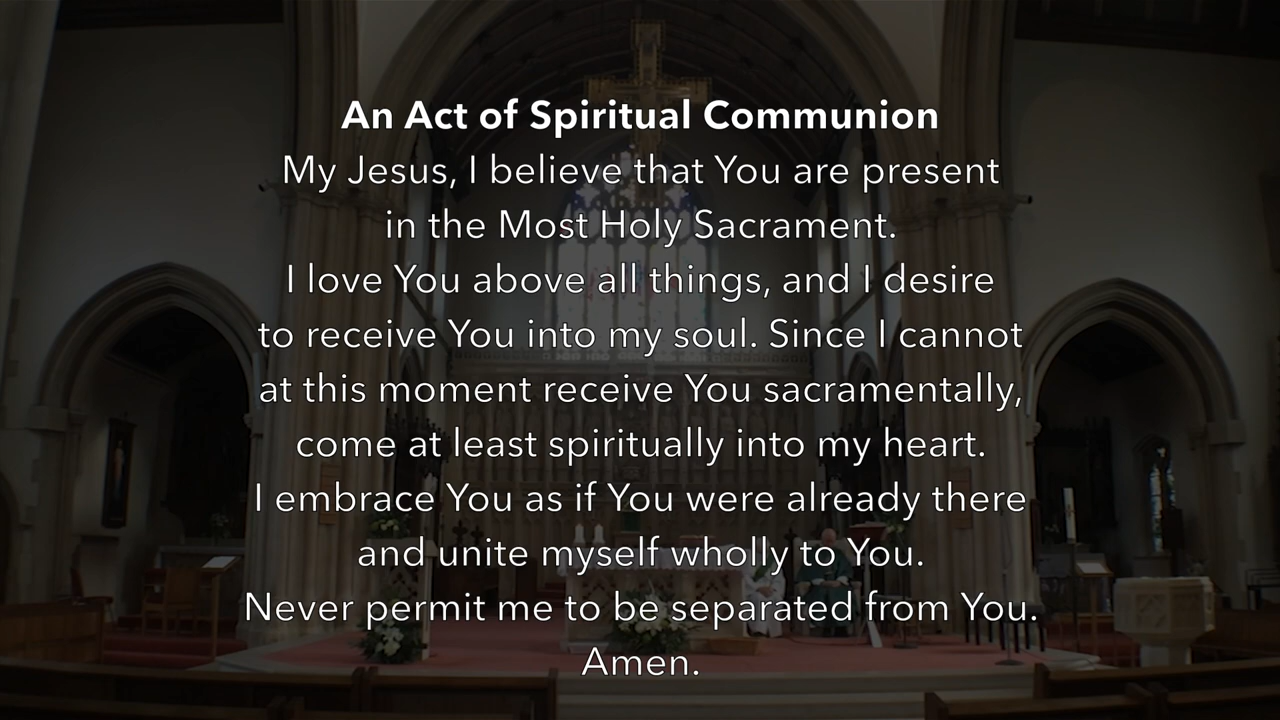 An Act of Spiritual Communion
My Jesus, I believe that You are present
in the Most Holy Sacrament.
I love You above all things, and I desire
to receive You into my soul. Since I cannot
at this moment receive You sacramentally,
come at least spiritually into my heart.
I embrace You as if You were already there
and unite myself wholly to You.
Never permit me to be separated from You.
Amen.